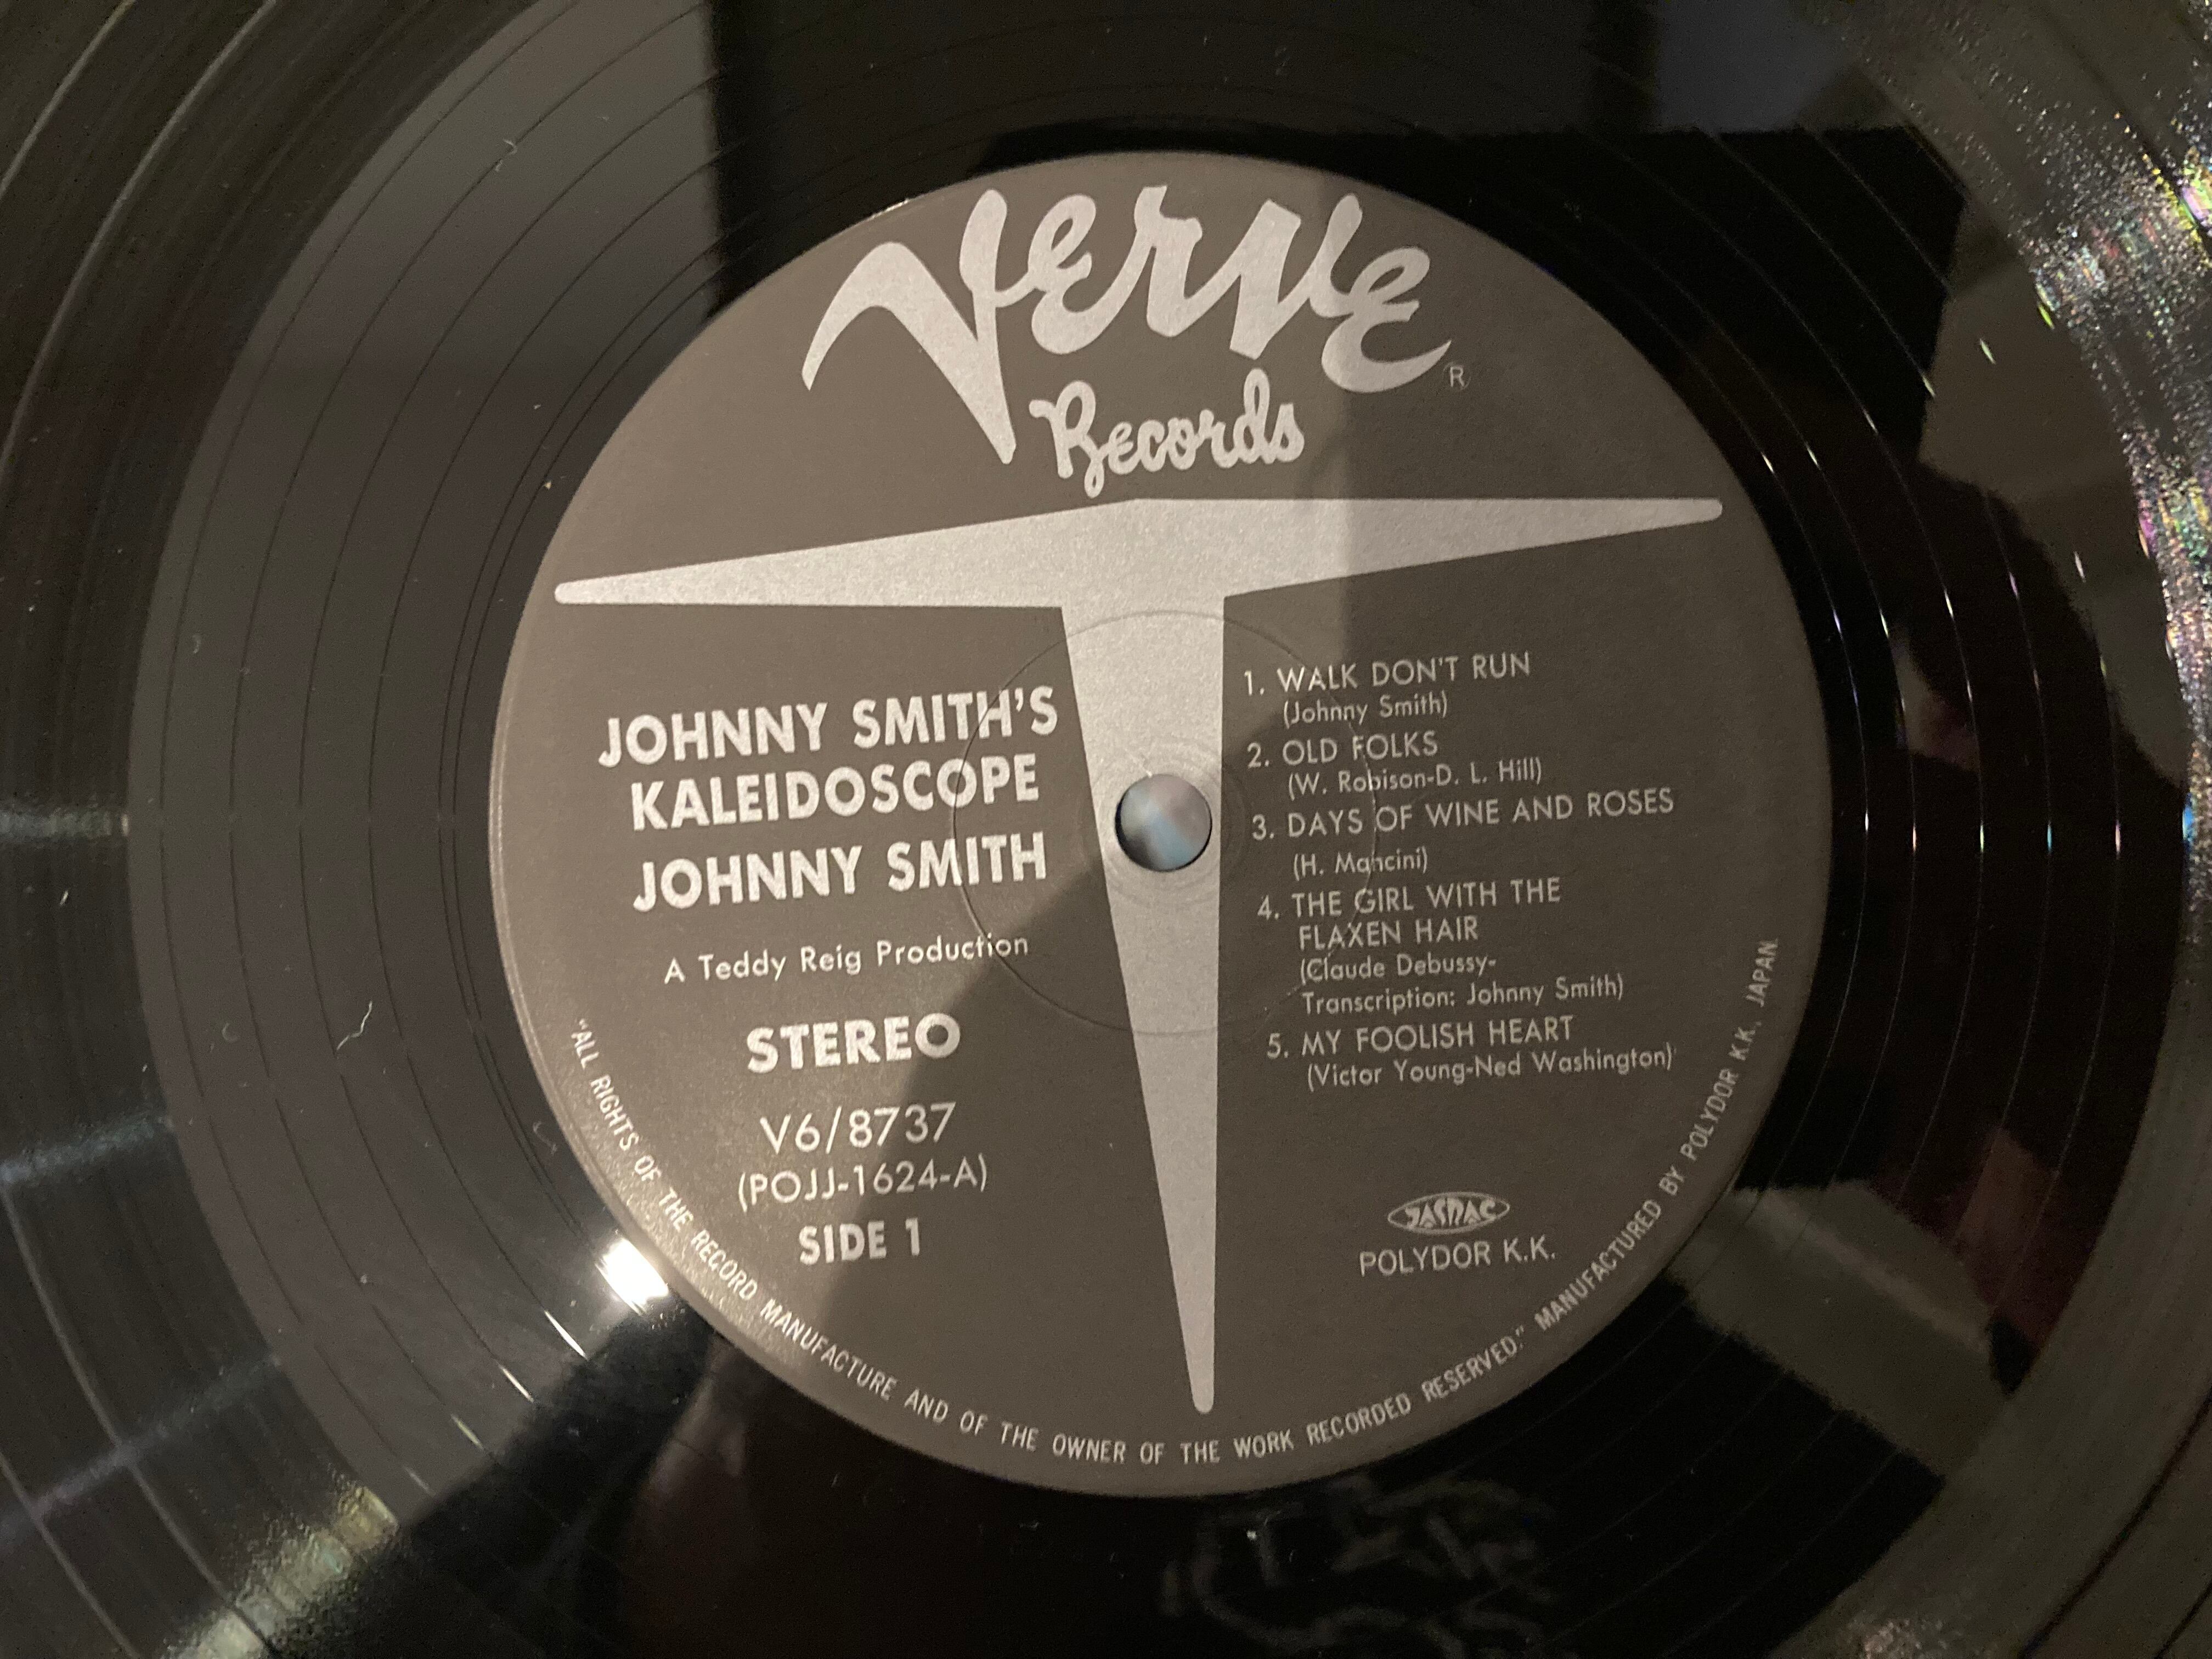 Verve
Records
®
JOHNNY SMITH'S
KALEIDOSCOPE
JOHNNY SMITH
A Teddy Reig Production
STEREO
V6/8737
(POJJ-1624-A)
SIDE 1
1. WALK DON'T RUN
(Johnny Smith)
2. OLD FOLKS
(W. Robison-D. L. Hill)
3. DAYS OF WINE AND ROSES
(H. Mancini)
4. THE GIRL WITH THE
FLAXEN HAIR
(Claude Debussy-
Transcription: Johnny Smith)
5. MY FOOLISH HEART
(Victor Young-Ned Washington)
JASRAC
POLYDOR K.K.
"ALL RIGHTS OF THE RECORD MANUFACTURE AND OF THE OWNER OF THE WORK RECORDED RESERVED." MANUFACTURED BY POLYDOR K.K. JAPAN.